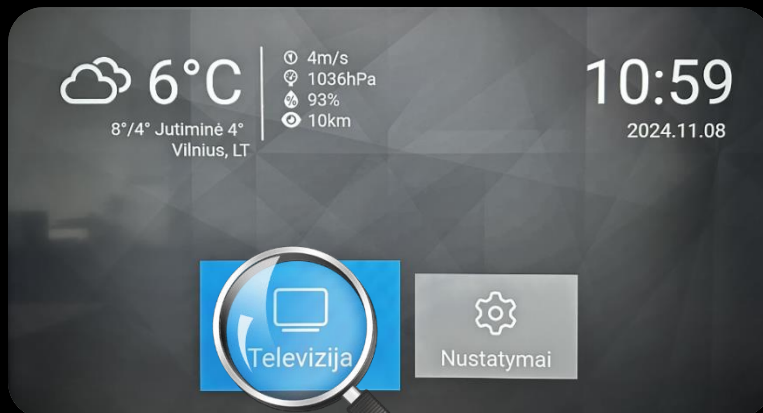 6°C
4m/s
1036hPa
93%
10km
8°/4° Jutiminė 4°
Vilnius, LT
10:59
2024.11.08
Televizija
Nustatymai